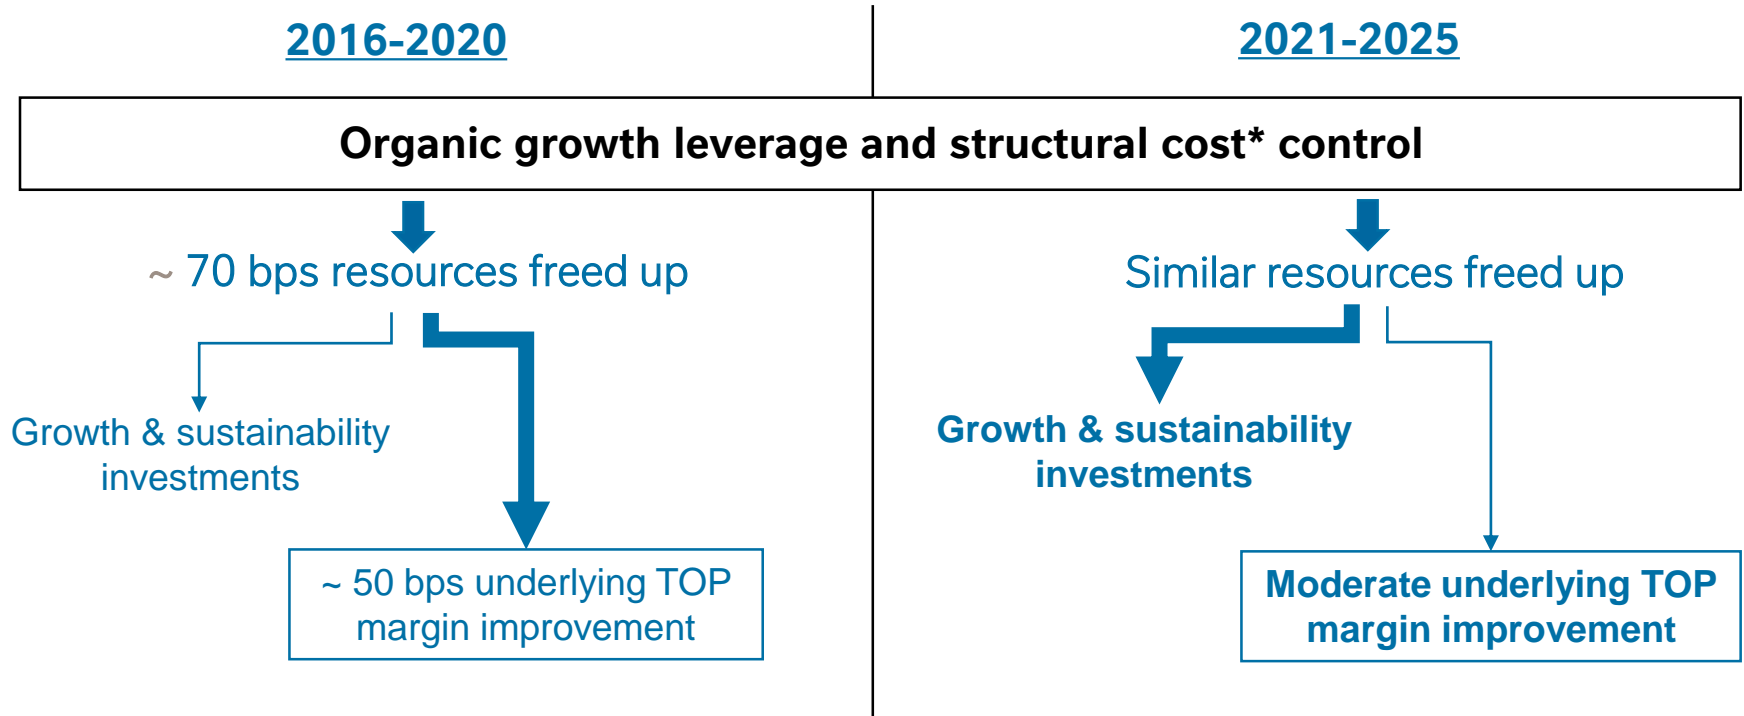 2016-2020
2021-2025
Organic growth leverage and structural cost* control
~ 70 bps resources freed up
Growth & sustainability
investments
~ 50 bps underlying TOP
margin improvement
Similar resources freed up
Growth & sustainability
investments
Moderate underlying TOP
margin improvement